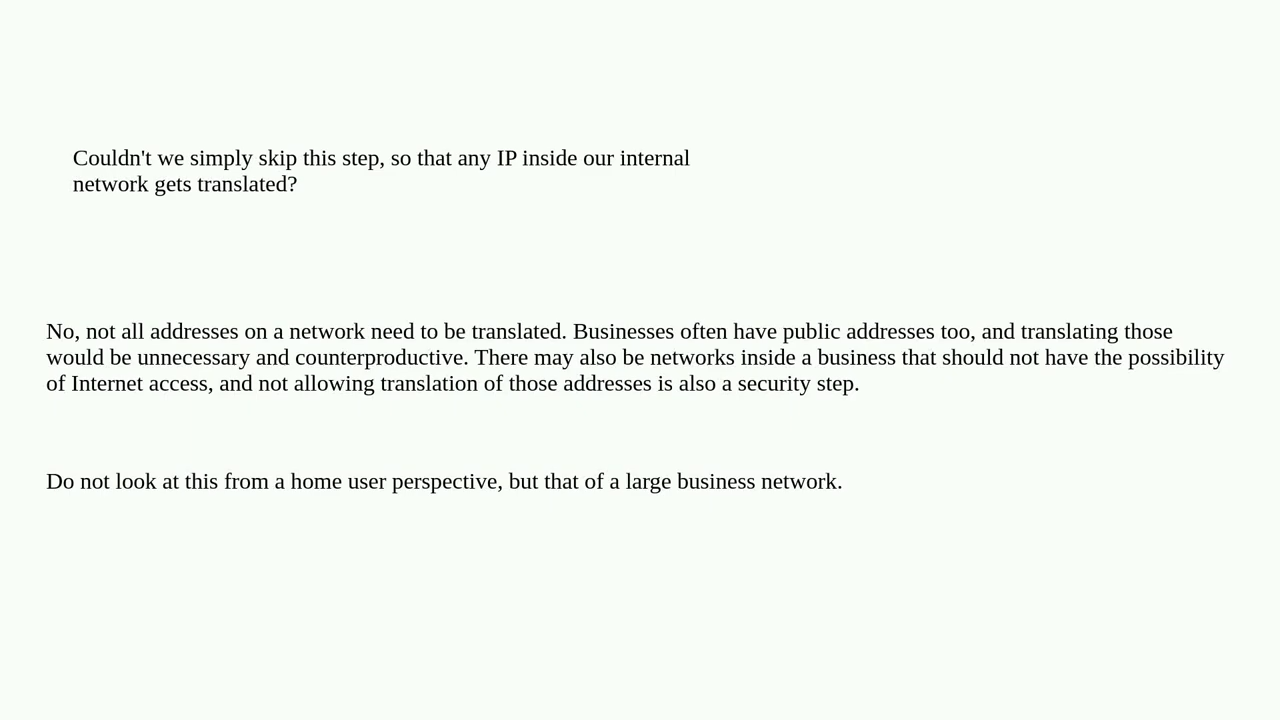 Couldn't we simply skip this step, so that any IP inside our internal
network gets translated?
No, not all addresses on a network need to be translated. Businesses often have public addresses too, and translating those
would be unnecessary and counterproductive. There may also be networks inside a business that should not have the possibility
of Internet access, and not allowing translation of those addresses is also a security step.
Do not look at this from a home user perspective, but that of a large business network.